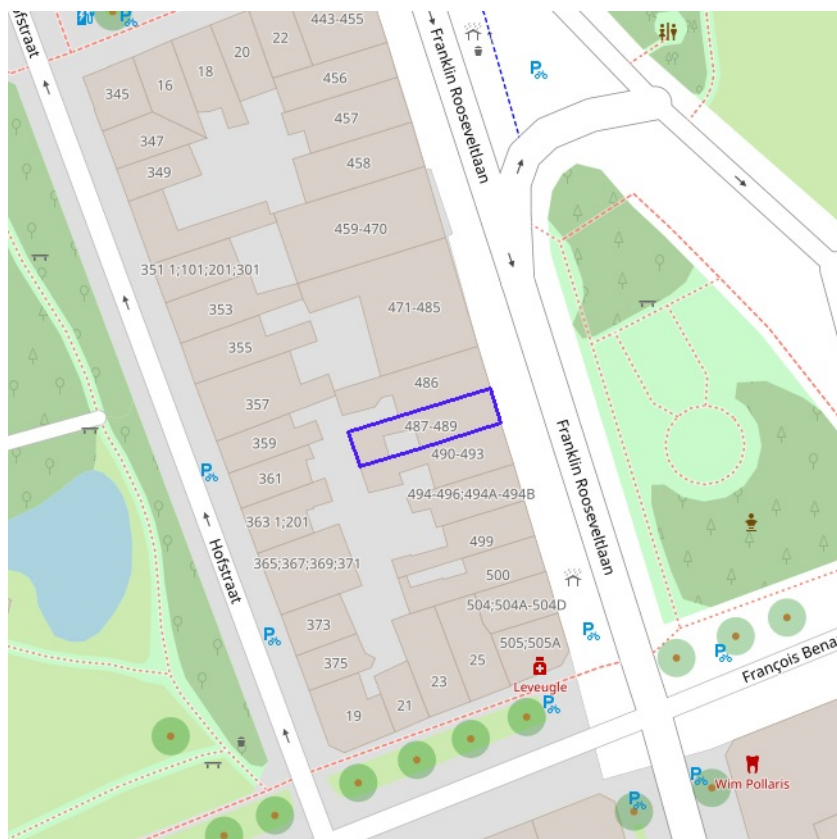 443-455
22
20
18
16
345
456
457
458
347
349
459-470
351 1;101;201;301
353
471-485
355
486
357
487-489
359
490-493
361
494-496;494A-494B
363 1;201
499
365;367;369;371
500
504;504A-504D
373
505;505A
375
25
23
21
19
Leveugle
Hofstraat
Franklin Rooseveltlaan
Franklin Rooseveltlaan
Hofstraat
François Bena
Wim Pollaris
P
P
P
P
P
P
P
P
P